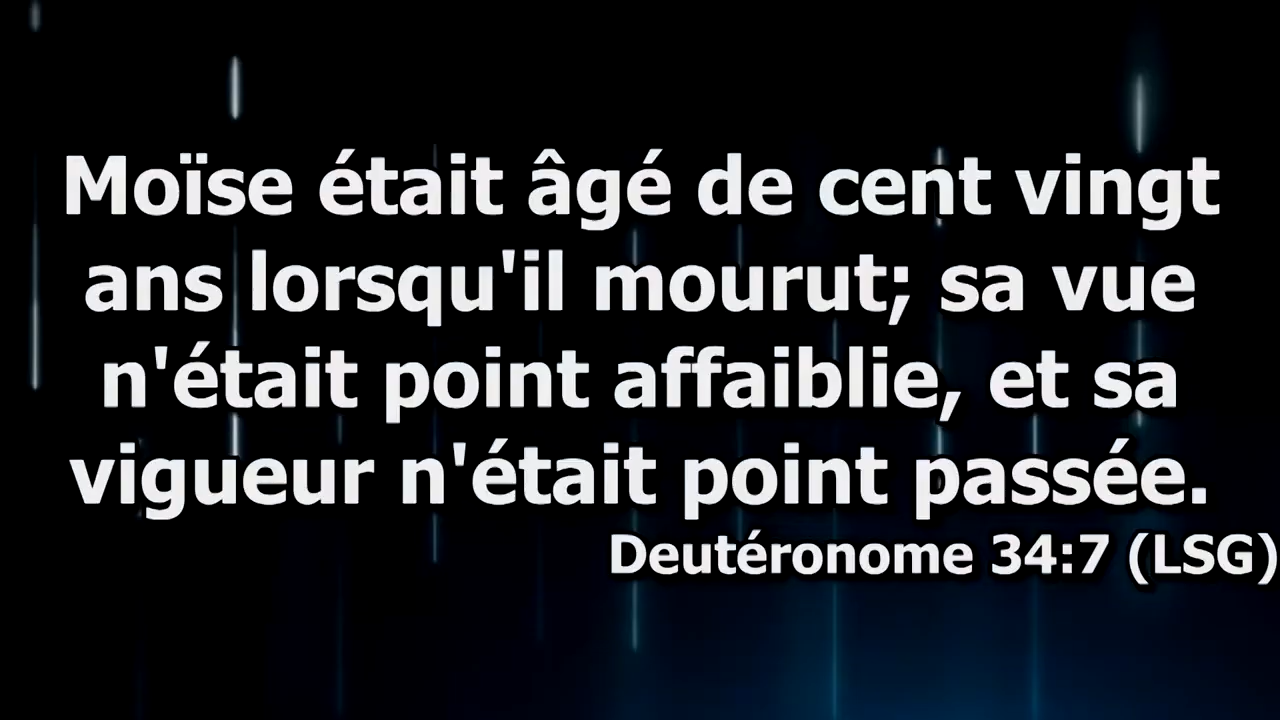 Moïse était âgé de cent vingt
ans lorsqu'il mourut; sa vue
n'était point affaiblie, et sa
vigueur n'était point passée.
Deutéronome 34:7 (LSG)